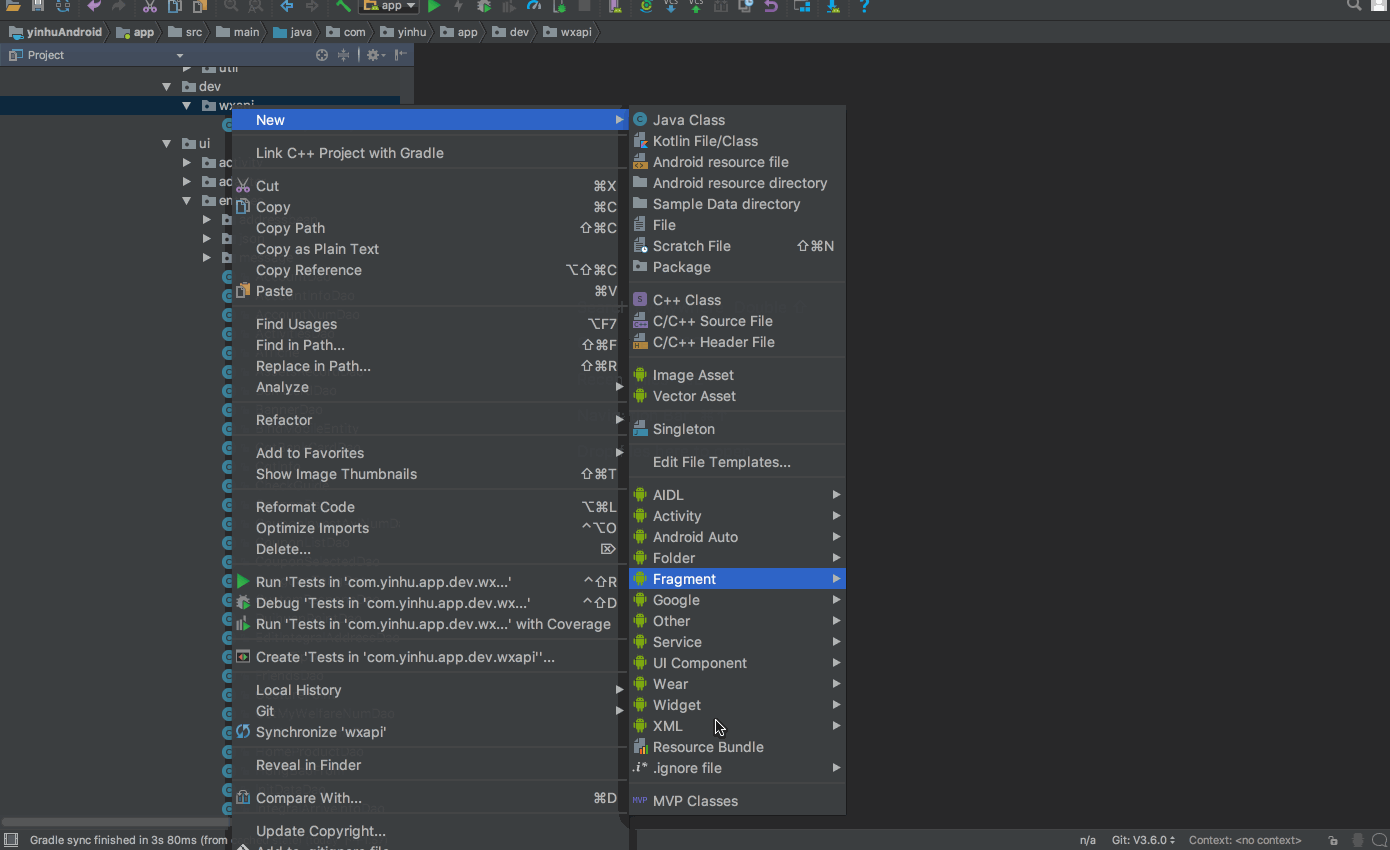 app
VCS
VCS
yinhuAndroid
app
src
main
java
com
yinhu
app
dev
wxapi
Project
util
dev
wxapi
ui
New
Link C++ Project with Gradle
Cut ⌘X
Copy ⌘C
Copy Path ⇧⌘C
Copy as Plain Text
Copy Reference ⌥⇧⌘C
Paste ⌘V
Find Usages ⌥F7
Find in Path... ⇧⌘F
Replace in Path... ⇧⌘R
Analyze
Refactor
Add to Favorites
Show Image Thumbnails ⇧⌘T
Reformat Code ⌥⌘L
Optimize Imports ^⌥O
Delete... ⌦
Run 'Tests in 'com.yinhu.app.dev.wx...' ^⇧R
Debug 'Tests in 'com.yinhu.app.dev.wx...' ^⇧D
Run 'Tests in 'com.yinhu.app.dev.wx...' with Coverage
Create 'Tests in 'com.yinhu.app.dev.wxapi''...
Local History
Git
Synchronize 'wxapi'
Reveal in Finder
Compare With... ⌘D
Update Copyright...
Add to .gitignore file
Java Class
Kotlin File/Class
Android resource file
Android resource directory
Sample Data directory
File
Scratch File ⇧⌘N
Package
C++ Class
C/C++ Source File
C/C++ Header File
Image Asset
Vector Asset
Singleton
Edit File Templates...
AIDL
Activity
Android Auto
Folder
Fragment
Google
Other
Service
UI Component
Wear
Widget
XML
Resource Bundle
.i* .ignore file
MVP MVP Classes
Gradle sync finished in 3s 80ms (from
n/a
Git: V3.6.0
Context: <no context>